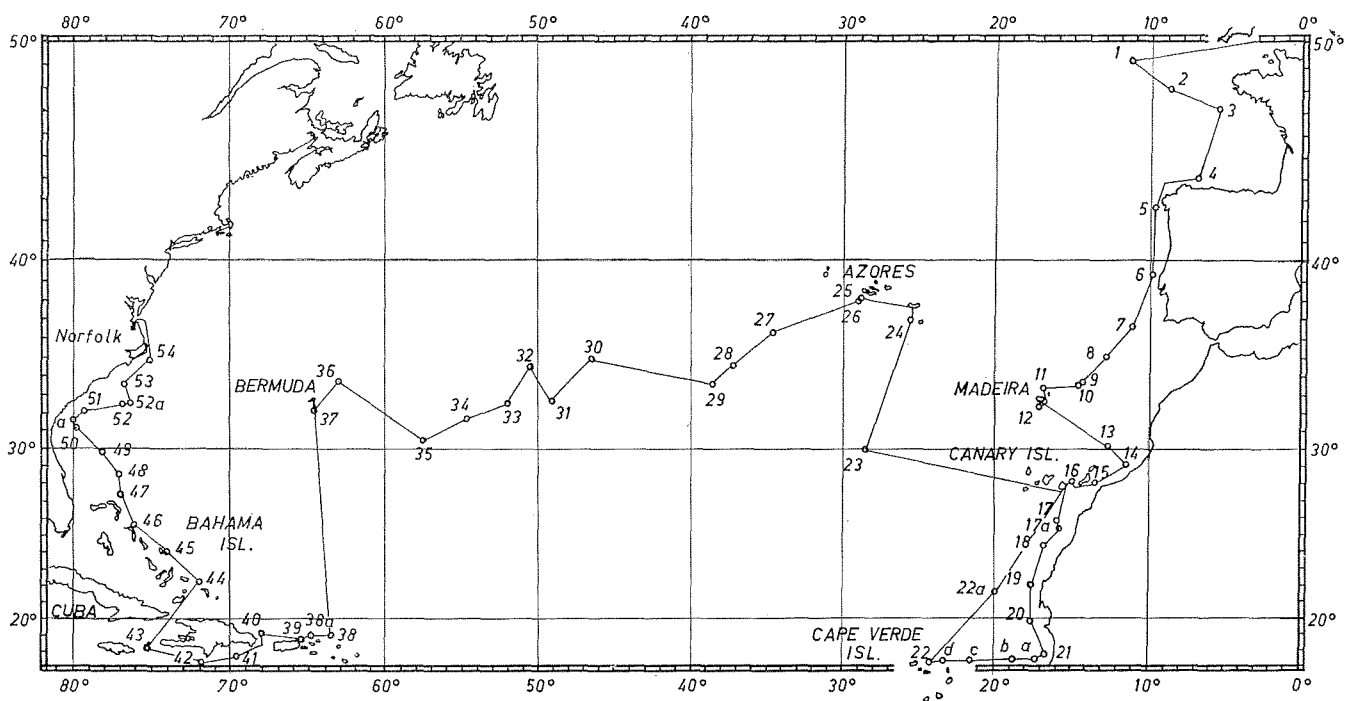 80° 70° 60° 50° 40° 30° 20° 10° 0°
50° 50°
1
2
3
4
5
40° 40°
6
AZORES
25
26
24
7
27
Norfolk
54
8
28
32
30
9
10
11
36
BERMUDA
29
MADEIRA
53
37
31
12
51
52 52a
34
33
a
50
35
13
30° 30°
49
23
CANARY ISL.
14
48
16
15
47
17
46
BAHAMA
ISL.
17a
45
18
44
22a
19
CUBA
20° 20°
40
38a
20
39
38
43
CAPE VERDE
ISL.
42
41
22
d
c
b
a
21
80° 70° 60° 50° 40° 30° 20° 10° 0°